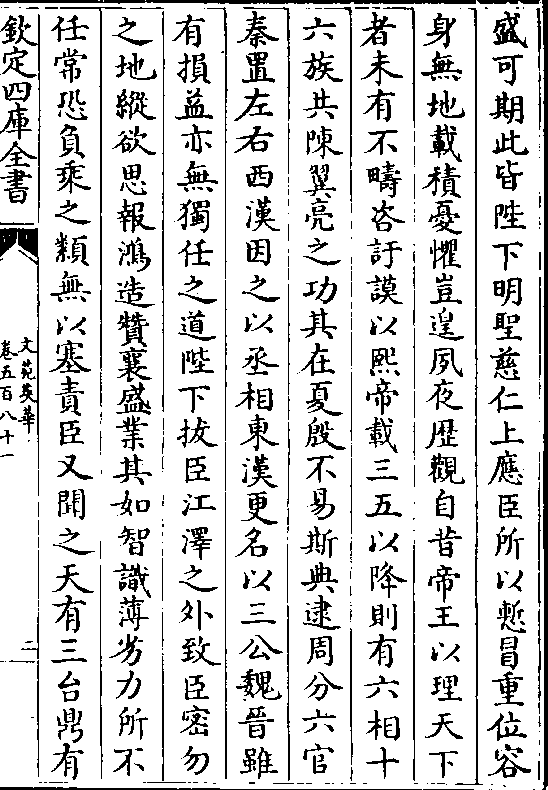 盛可期此皆陛下明聖慈仁上應臣所以慙冒重位容
身無地載積憂懼豈遑夙夜歴觀自昔帝王以理天下
者未有不疇咨訏謨以熙帝載三五以降則有六相十
六族共陳翼亮之功其在夏殷不易斯典逮周分六官
秦置左右西漢因之以丞相東漢更名以三公魏晉雖
有損益亦無獨任之道陛下拔臣江澤之外致臣密勿
之地縱欲思報鴻造贊襄盛業其如智識薄劣力所不
任常恐負乘之𩔖無以塞責臣又聞之天有三台鼎有
欽定四庫全書
文苑英華
卷五百八十一
二